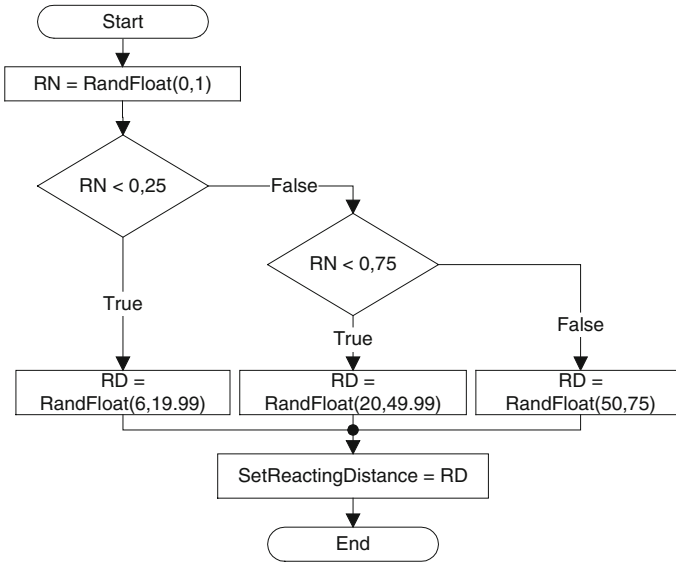 Start
RN = RandFloat(0,1)
RN < 0,25
False
RN < 0,75
True
True
False
RD =
RandFloat(6,19.99)
RD =
RandFloat(20,49.99)
RD =
RandFloat(50,75)
SetReactingDistance = RD
End